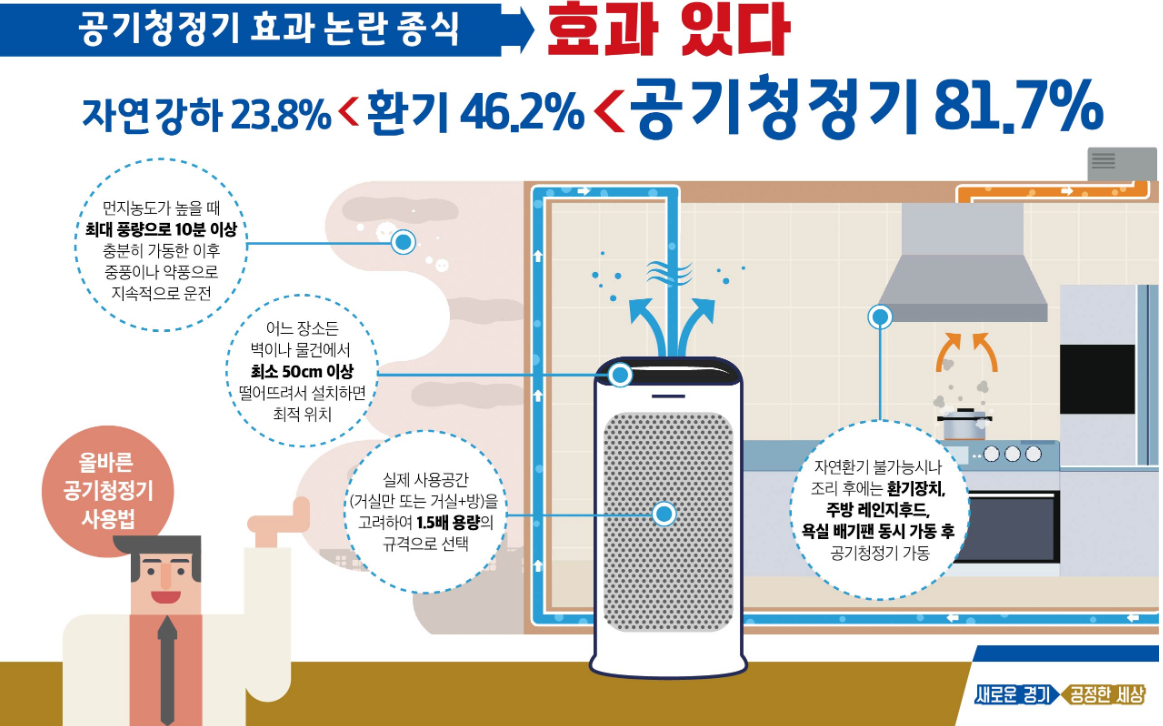 공기청정기 효과 논란 종식 효과 있다
자연강하 23.8% < 환기 46.2% < 공기청정기 81.7%
먼지농도가 높을 때
최대 풍량으로 10분 이상
충분히 가동한 이후
중풍이나 약풍으로
지속적으로 운전
어느 장소든
벽이나 물건에서
최소 50cm 이상
떨어뜨려서 설치하면
최적 위치
올바른
공기청정기
사용법
실제 사용공간
(거실만 또는 거실+방)을
고려하여 1.5배 용량의
규격으로 선택
자연환기 불가능시나
조리 후에는 환기장치,
주방 레인지후드,
욕실 배기팬 동시 가동 후
공기청정기 가동
새로운 경기 공정한 세상